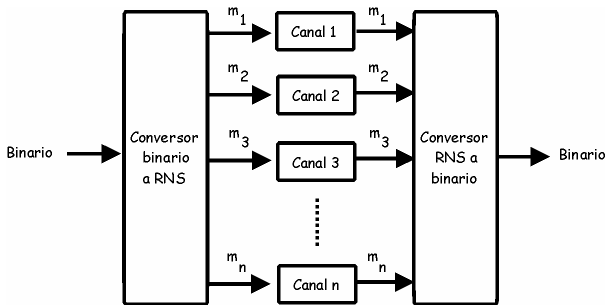 Binario
Conversor
binario
a RNS
m1
Canal 1
m1
m2
Canal 2
m2
m3
Canal 3
m3
mn
Canal n
mn
Conversor
RNS a
binario
Binario